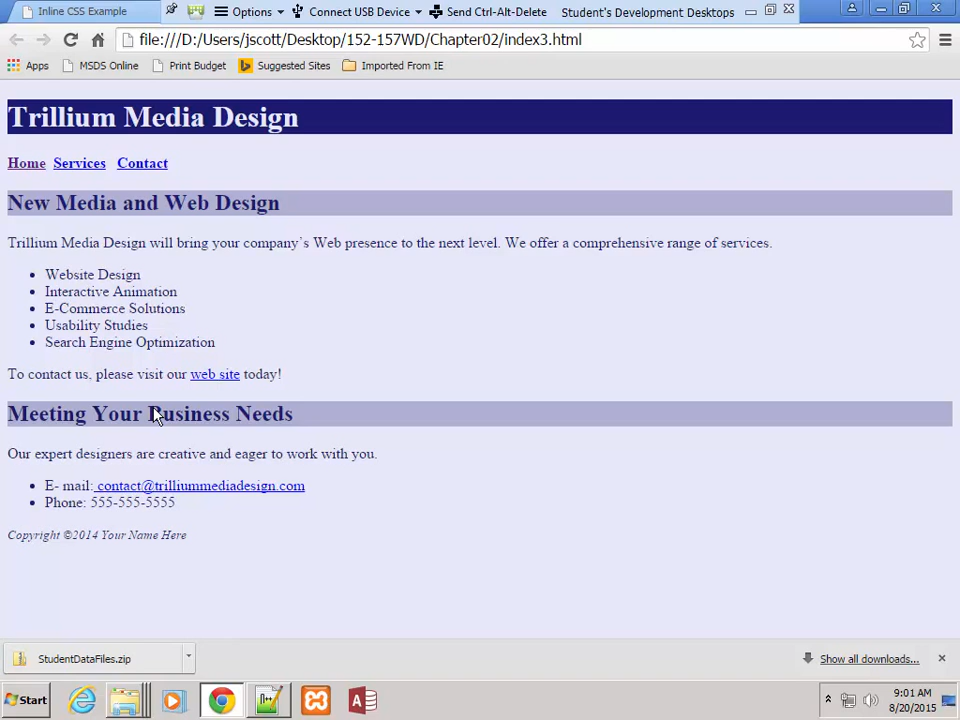 Inline CSS Example
Options
Connect USB Device
Send Ctrl-Alt-Delete
Student's Development Desktops
file:///D:/Users/jscott/Desktop/152-157WD/Chapter02/index3.html
Apps
MSDS Online
Print Budget
Suggested Sites
Imported From IE
Trillium Media Design
Home Services Contact
New Media and Web Design
Trillium Media Design will bring your company’s Web presence to the next level. We offer a comprehensive range of services.
• Website Design
• Interactive Animation
• E-Commerce Solutions
• Usability Studies
• Search Engine Optimization
To contact us, please visit our web site today!
Meeting Your Business Needs
Our expert designers are creative and eager to work with you.
• E- mail: contact@trilliummediadesign.com
• Phone: 555-555-5555
Copyright ©2014 Your Name Here
StudentDataFiles.zip
Show all downloads...
Start
9:01 AM
8/20/2015